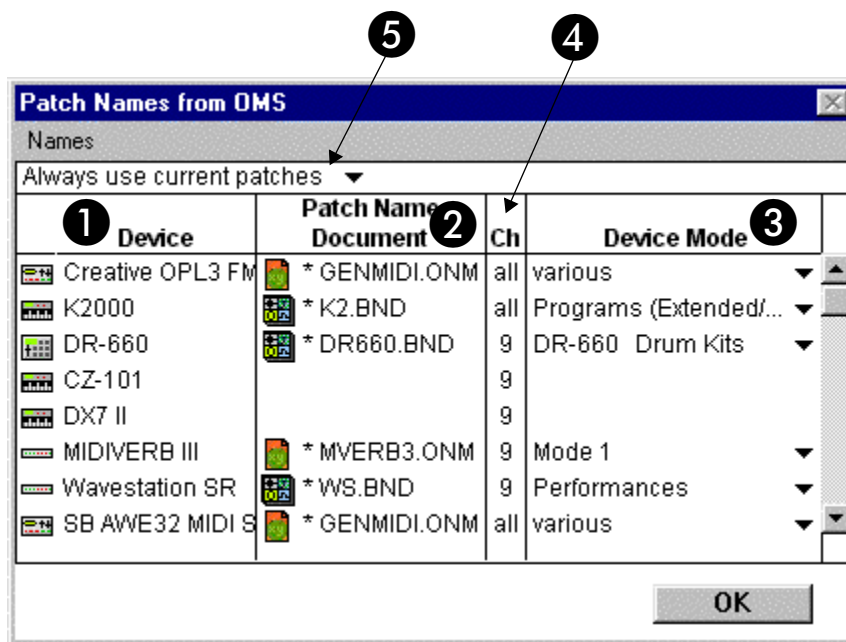 5 4
Patch Names from OMS
Names
Always use current patches
1 Device Patch Name Document 2 Ch Device Mode 3
Creative OPL3 FM * GENMIDI.ONM all various
K2000 * K2.BND all Programs (Extended/...
DR-660 * DR660.BND 9 DR-660 Drum Kits
CZ-101 9
DX7 II 9
MIDIVERB III * MVERB3.ONM 9 Mode 1
Wavestation SR * WS.BND 9 Performances
SB AWE32 MIDI S * GENMIDI.ONM all various
OK